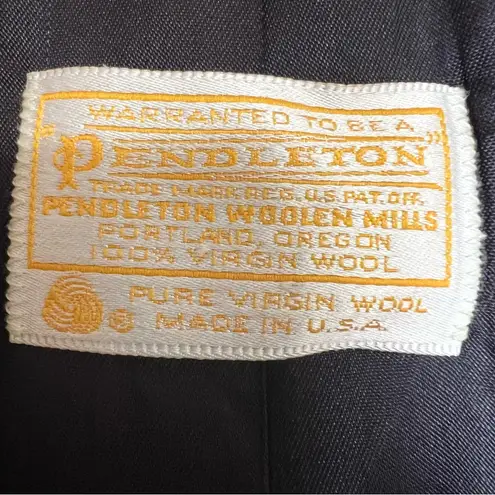 WARRANTED TO BE A
"PENDLETON"
TRADE MARK REG. U.S. PAT. OFF.
PENDLETON WOOLEN MILLS
PORTLAND, OREGON
100% VIRGIN WOOL
PURE VIRGIN WOOL
® MADE IN U.S.A.